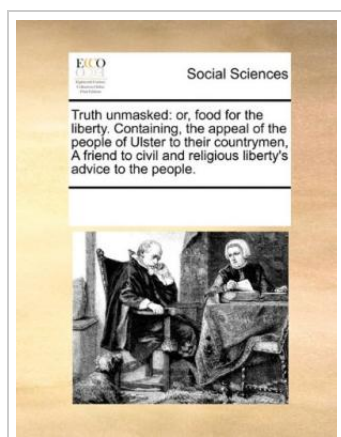 ECCO
Social Sciences
Truth unmasked: or, food for the
liberty. Containing, the appeal of the
people of Ulster to their countrymen,
A friend to civil and religious liberty's
advice to the people.